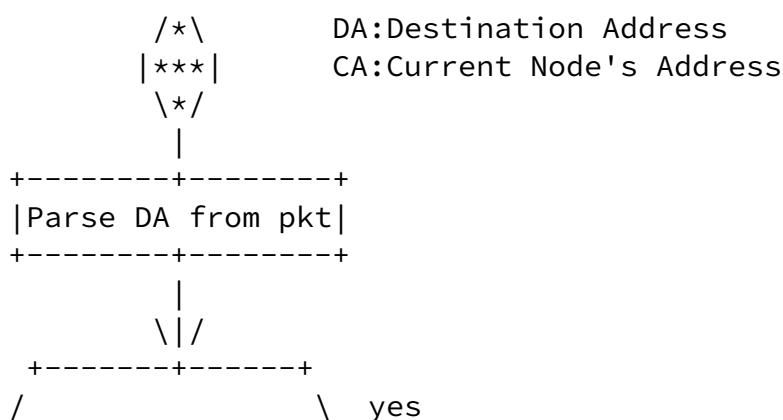 /*\ DA:Destination Address
|***| CA:Current Node's Address
\*/
|
+--------+--------+
|Parse DA from pkt|
+--------+--------+
|
\|/
+-------+------+
/ \ yes